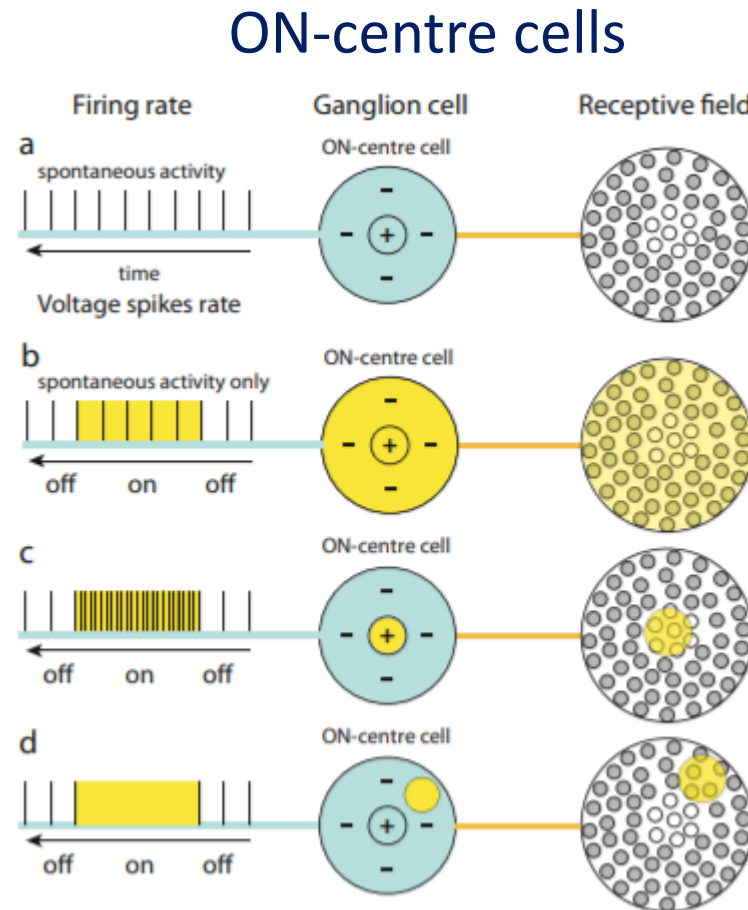 ON-centre cells
Firing rate Ganglion cell Receptive field
a
ON-centre cell
spontaneous activity
-
- + -
-
time
Voltage spikes rate
b
ON-centre cell
spontaneous activity only
-
- + -
-
off on off
c
ON-centre cell
-
- + -
-
off on off
d
ON-centre cell
-
- + -
-
off on off